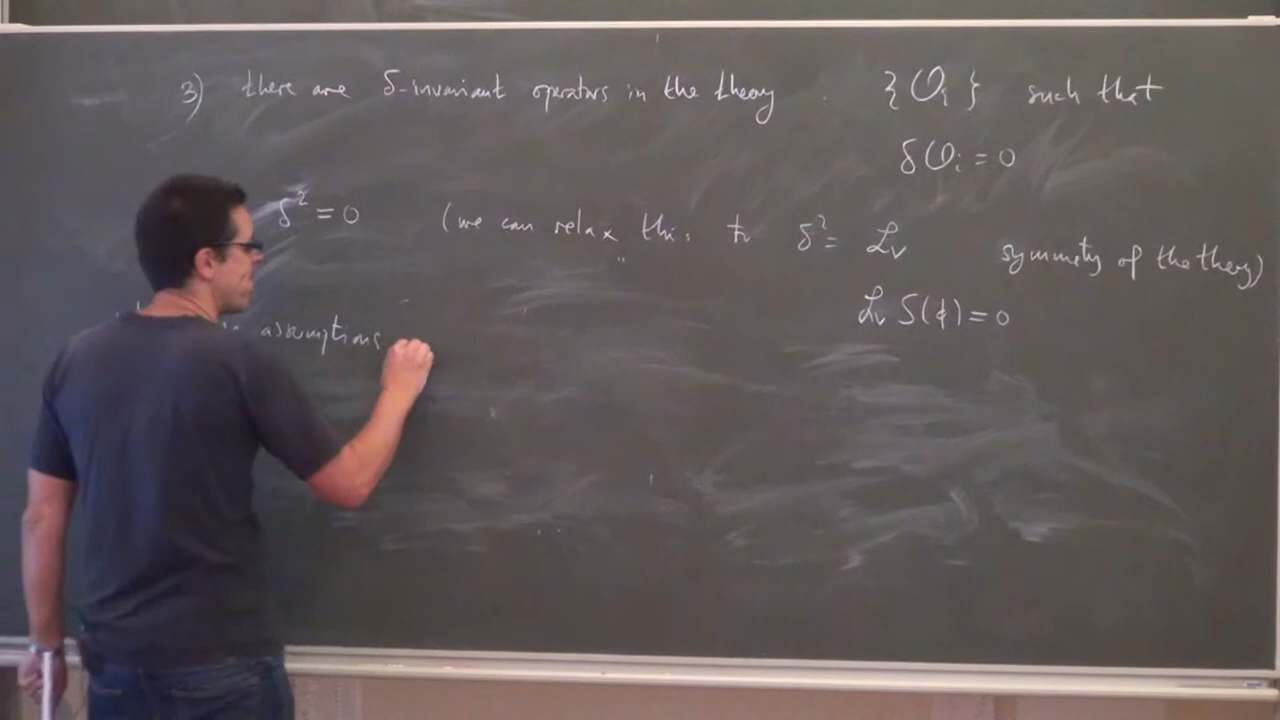 3) there are δ-invariant operators in the theory . {O_i} such that
δO_i = 0
δ² = 0 (we can relax this to δ² = ℒ_v symmetry of the theory)
ℒ_v S(ϕ) = 0
assumptions